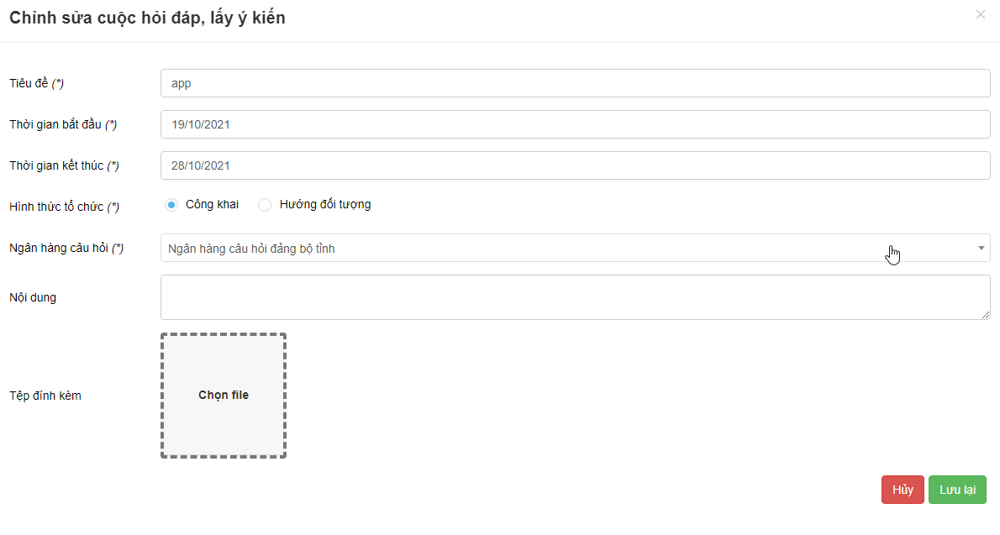 Chỉnh sửa cuộc hỏi đáp, lấy ý kiến
×
Tiêu đề (*)
app
Thời gian bắt đầu (*)
19/10/2021
Thời gian kết thúc (*)
28/10/2021
Hình thức tổ chức (*)
Công khai
Hướng đối tượng
Ngân hàng câu hỏi (*)
Ngân hàng câu hỏi đảng bộ tỉnh
Nội dung
Tệp đính kèm
Chọn file
Hủy
Lưu lại